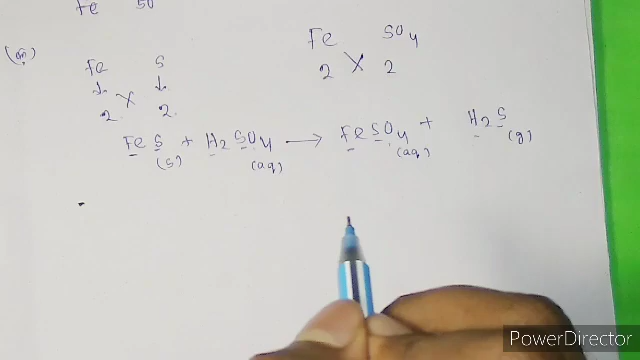 Fe SO
Fe S
2 2
Fe SO4
2 2
FeS + H2SO4 → FeSO4 + H2S
(s) (aq) (aq) (g)
PowerDirector